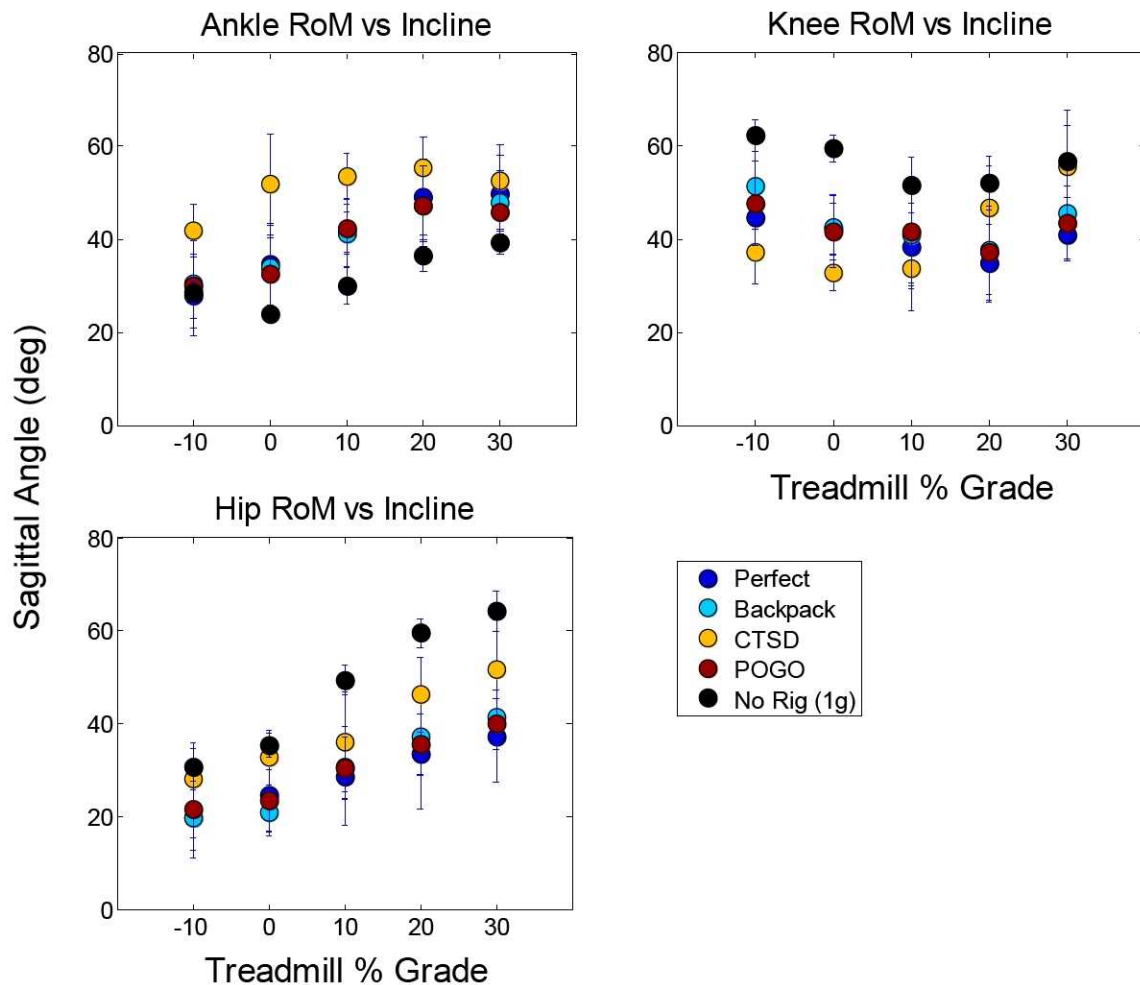 Ankle RoM vs Incline
80
60
40
20
0
-10 0 10 20 30
Knee RoM vs Incline
80
60
40
20
0
-10 0 10 20 30
Treadmill % Grade
Sagittal Angle (deg)
Hip RoM vs Incline
80
60
40
20
0
-10 0 10 20 30
Treadmill % Grade
Perfect
Backpack
CTSD
POGO
No Rig (1g)